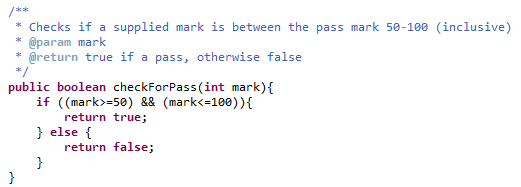 /**
 * Checks if a supplied mark is between the pass mark 50-100 (inclusive)
 * @param mark
 * @return true if a pass, otherwise false
 */
public boolean checkForPass(int mark){
    if ((mark>=50) && (mark<=100)){
        return true;
    } else {
        return false;
    }
}